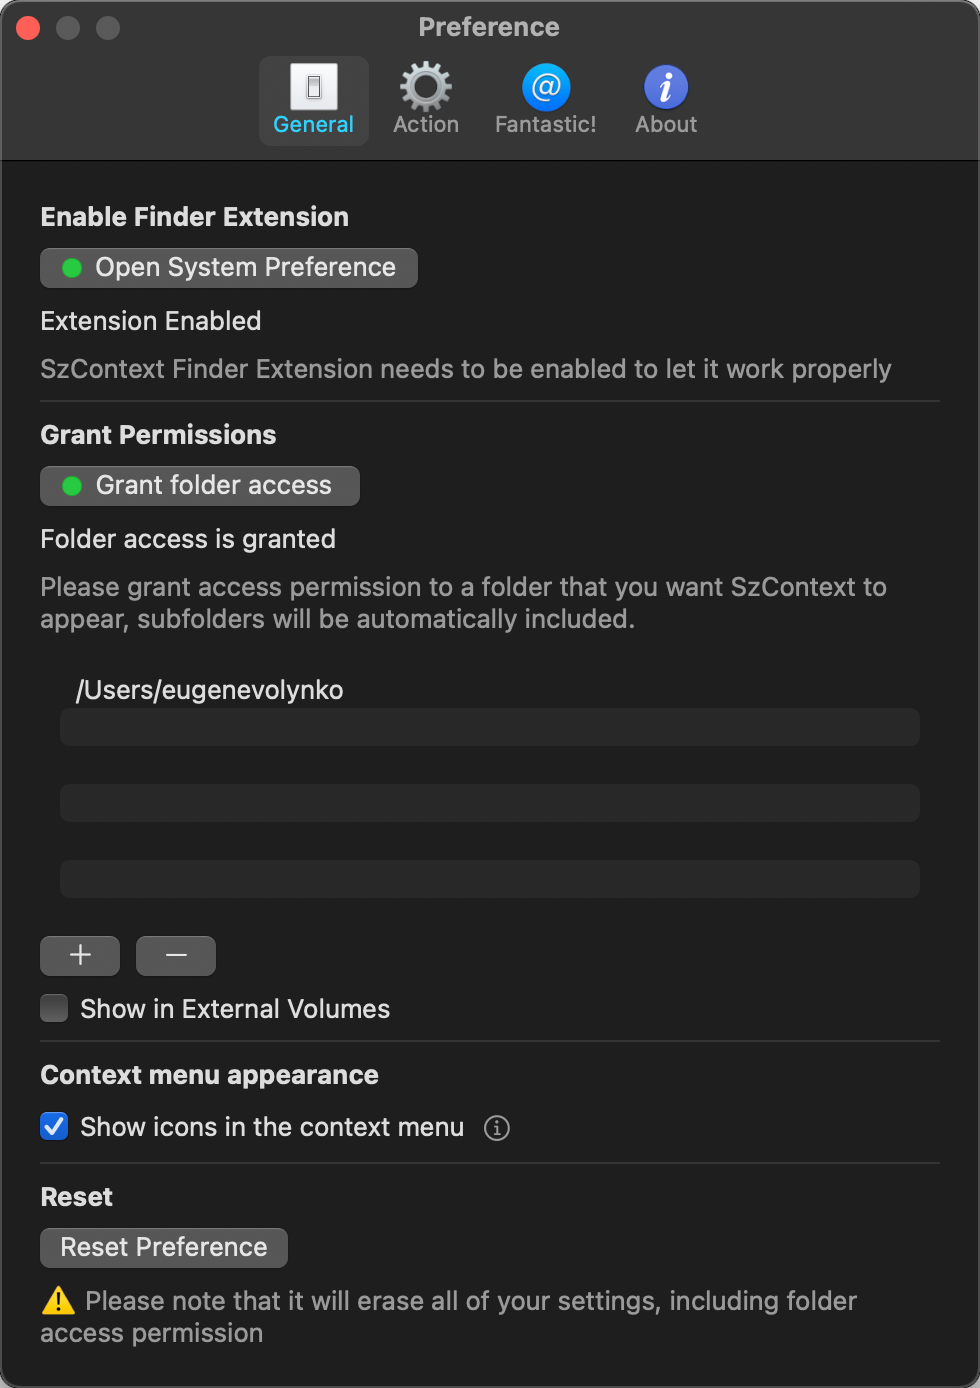 Preference
General
Action
Fantastic!
About
Enable Finder Extension
Open System Preference
Extension Enabled
SzContext Finder Extension needs to be enabled to let it work properly
Grant Permissions
Grant folder access
Folder access is granted
Please grant access permission to a folder that you want SzContext to
appear, subfolders will be automatically included.
/Users/eugenevolynko
Show in External Volumes
Context menu appearance
Show icons in the context menu
Reset
Reset Preference
Please note that it will erase all of your settings, including folder
access permission